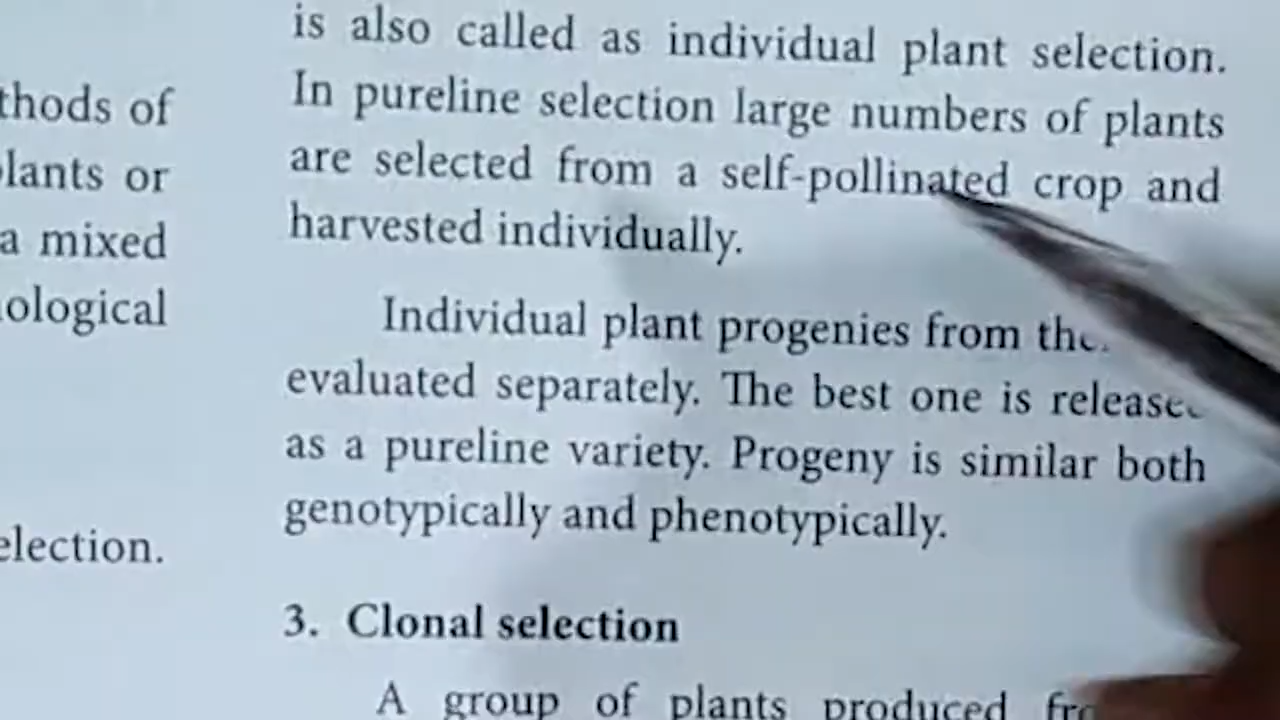 thods of
lants or
a mixed
ological
election.
is also called as individual plant selection.
In pureline selection large numbers of plants
are selected from a self-pollinated crop and
harvested individually.
Individual plant progenies from
evaluated separately. The best one is
as a pureline variety. Progeny is similar both
genotypically and phenotypically.
3. Clonal selection
A group of plants produced